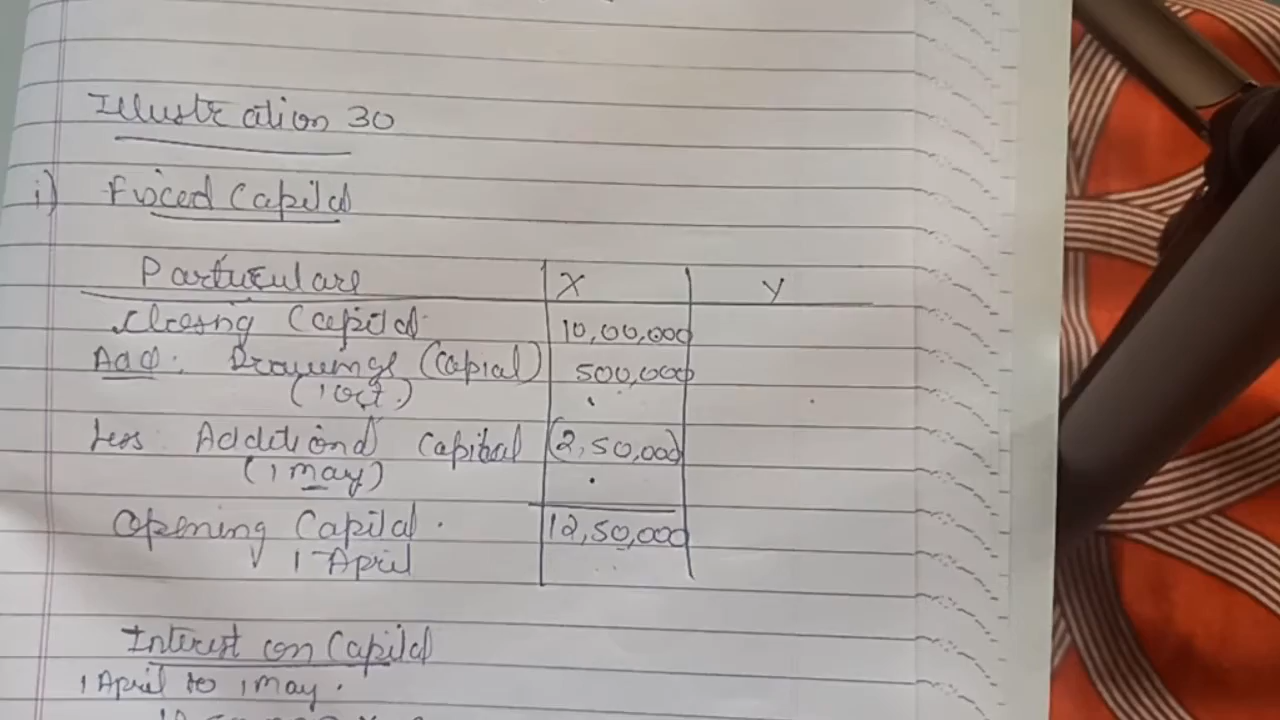 Illustration 30
i) Fixed Capital
Particulars X Y
Closing Capital 10,00,000
Add: Drawings (Capial) 500,000
(1 Oct.)
Less: Additional Capital (2,50,000)
(1 may)
Opening Capital. 12,50,000
1 April
Interest on Capital
1 April to 1 May.